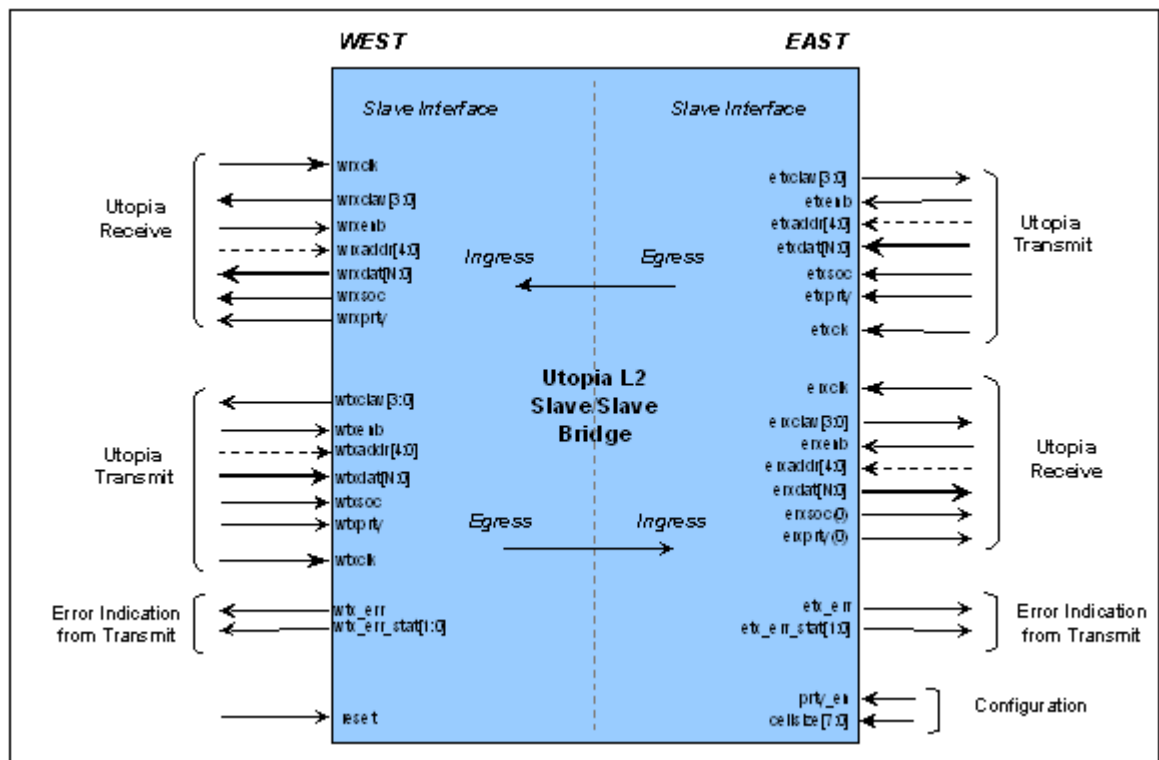 WEST EAST
Slave Interface Slave Interface
wrxclk
wrxclav[3:0]
wrxenb
wrxaddr[4:0]
wrxdat[N:0]
wrxsoc
wrxprty
Utopia
Receive
etxclav[3:0]
etxenb
etxaddr[4:0]
etxdat[N:0]
etxsoc
etxprty
etxclk
Utopia
Transmit
Ingress Egress
Utopia L2
Slave/Slave
Bridge
wtxclav[3:0]
wtxenb
wtxaddr[4:0]
wtxdat[N:0]
wtxsoc
wtxprty
wtxclk
Utopia
Transmit
erxclk
erxclav[3:0]
erxenb
erxaddr[4:0]
erxdat[N:0]
erxsoc(0)
erxprty(0)
Utopia
Receive
Egress Ingress
Error Indication
from Transmit
wtx_err
wtx_err_stat[1:0]
etx_err
etx_err_stat[1:0]
Error Indication
from Transmit
reset
prty_en
cellsize[7:0]
Configuration